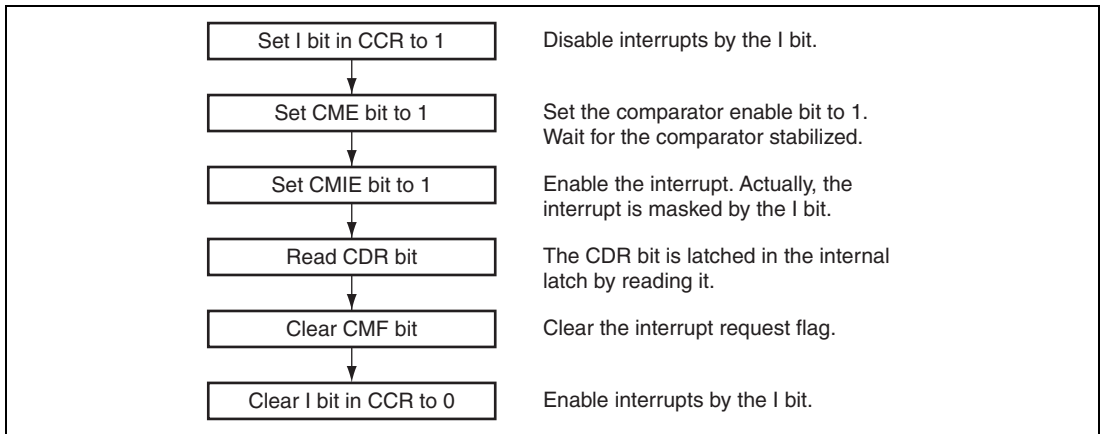 Set I bit in CCR to 1
Disable interrupts by the I bit.
Set CME bit to 1
Set the comparator enable bit to 1.
Wait for the comparator stabilized.
Set CMIE bit to 1
Enable the interrupt. Actually, the
interrupt is masked by the I bit.
Read CDR bit
The CDR bit is latched in the internal
latch by reading it.
Clear CMF bit
Clear the interrupt request flag.
Clear I bit in CCR to 0
Enable interrupts by the I bit.